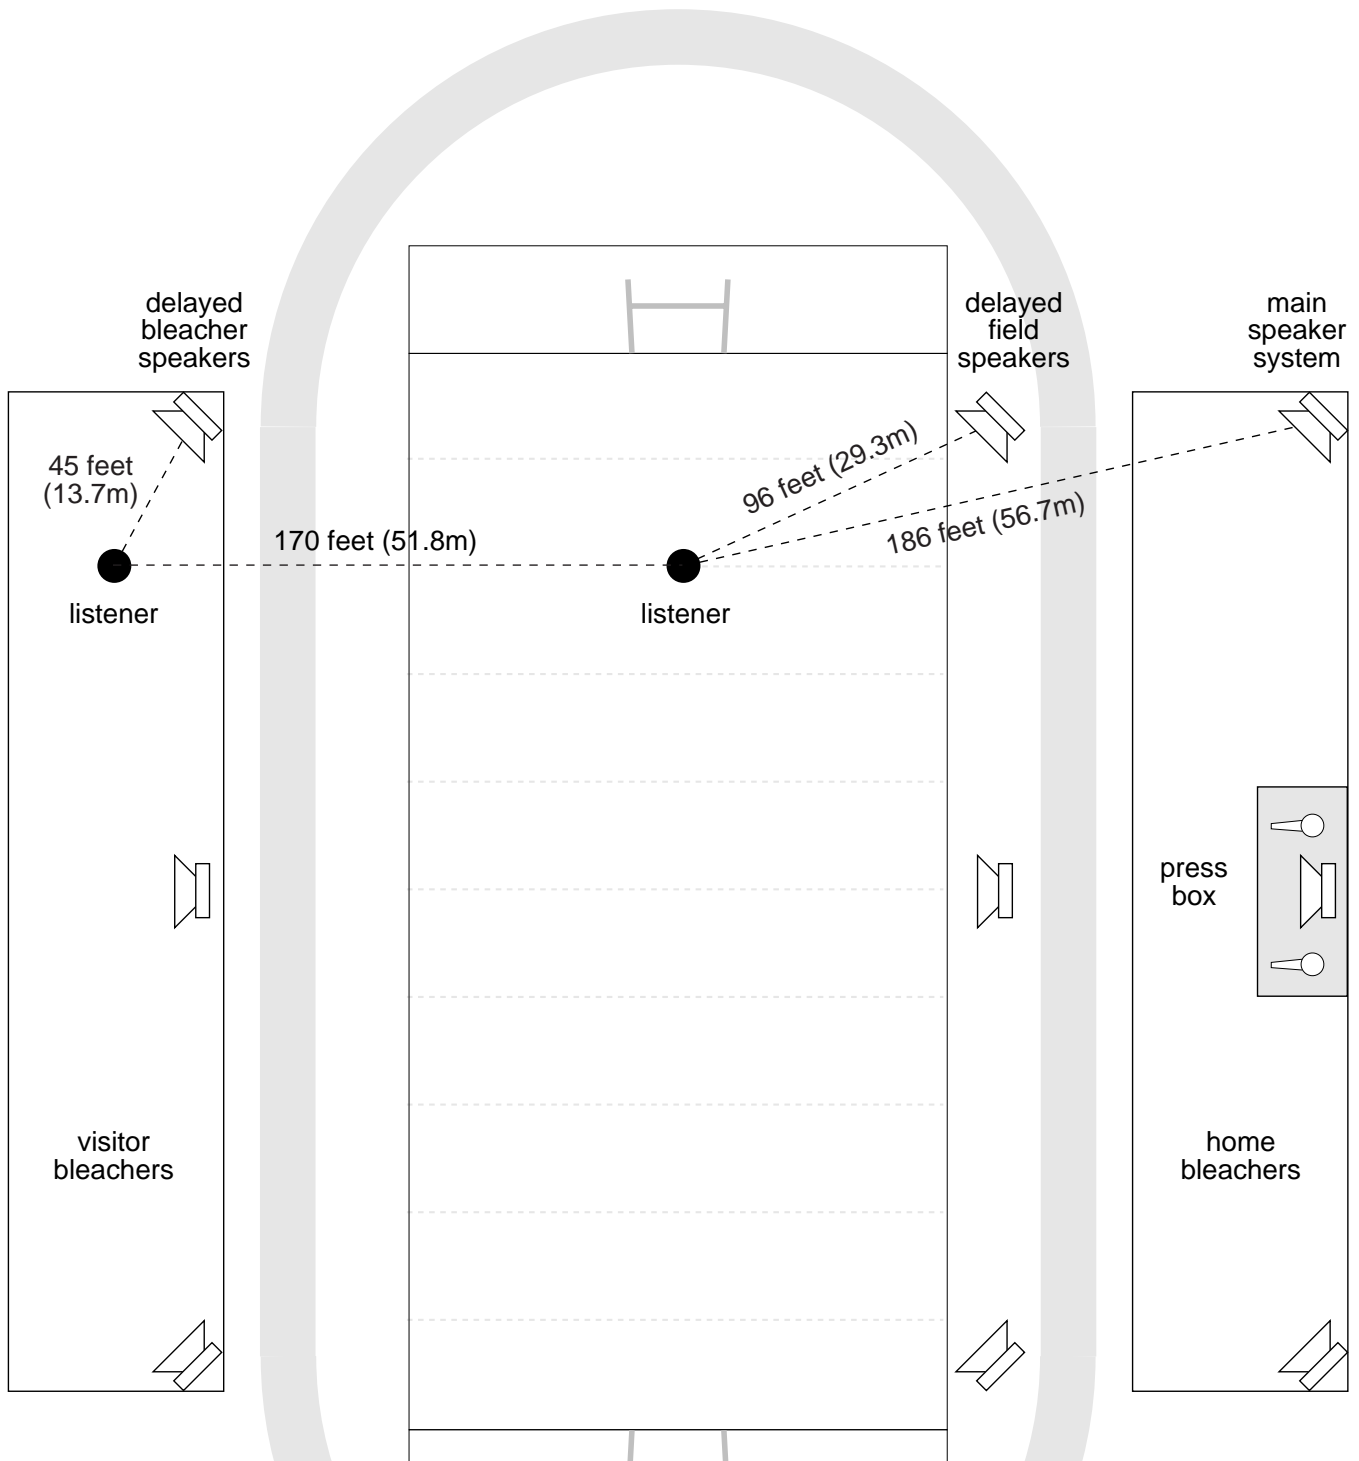 delayed
bleacher
speakers
delayed
field
speakers
main
speaker
system
45 feet
(13.7m)
96 feet (29.3m)
186 feet (56.7m)
170 feet (51.8m)
listener
listener
press
box
visitor
bleachers
home
bleachers